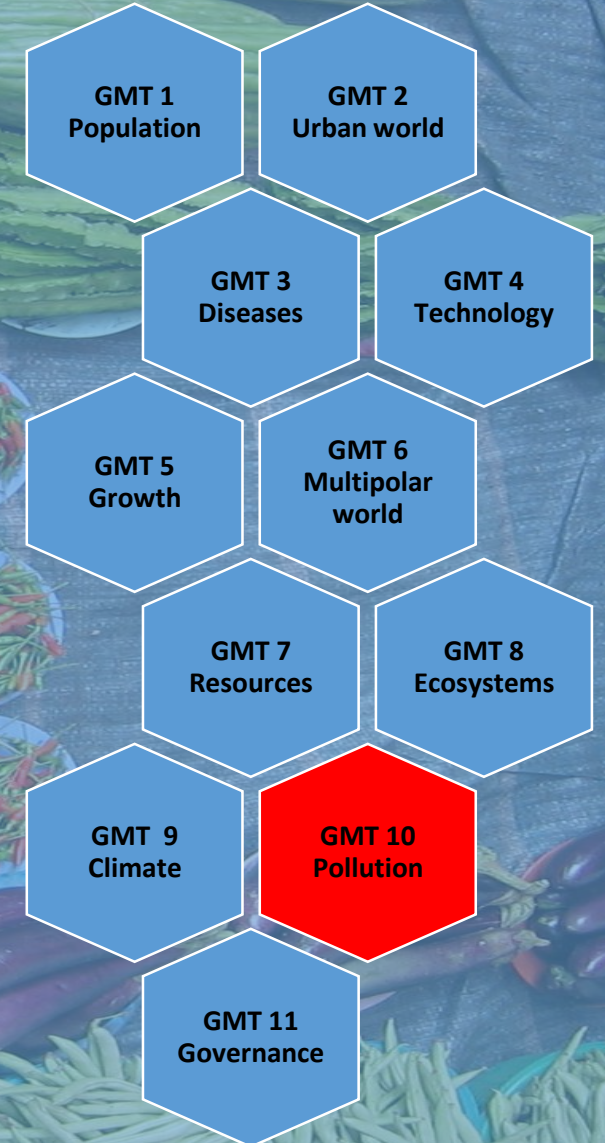 GMT 1
Population
GMT 2
Urban world
GMT 3
Diseases
GMT 4
Technology
GMT 5
Growth
GMT 6
Multipolar
world
GMT 7
Resources
GMT 8
Ecosystems
GMT  9
Climate
GMT 10
Pollution
GMT 11
Governance